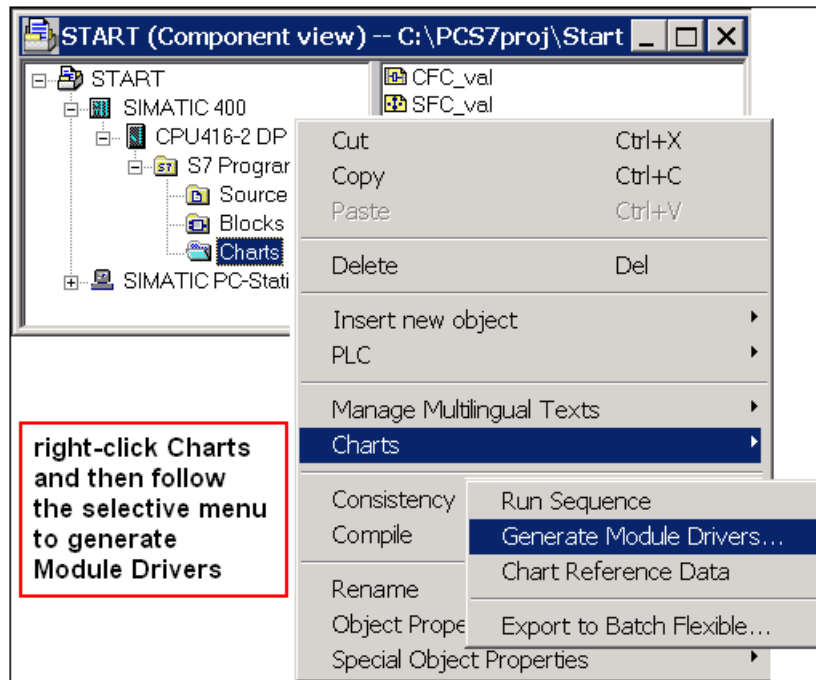 START (Component view) -- C:\PCS7proj\Start
START
SIMATIC 400
CPU416-2 DP
S7 Prograr
Source
Blocks
Charts
SIMATIC PC-Stati
CFC_val
SFC_val
Cut Ctrl+X
Copy Ctrl+C
Paste Ctrl+V
Delete Del
Insert new object
PLC
Manage Multilingual Texts
Charts
Consistency
Compile
Rename
Object Prope
Special Object Properties
Run Sequence
Generate Module Drivers...
Chart Reference Data
Export to Batch Flexible...
right-click Charts
and then follow
the selective menu
to generate
Module Drivers